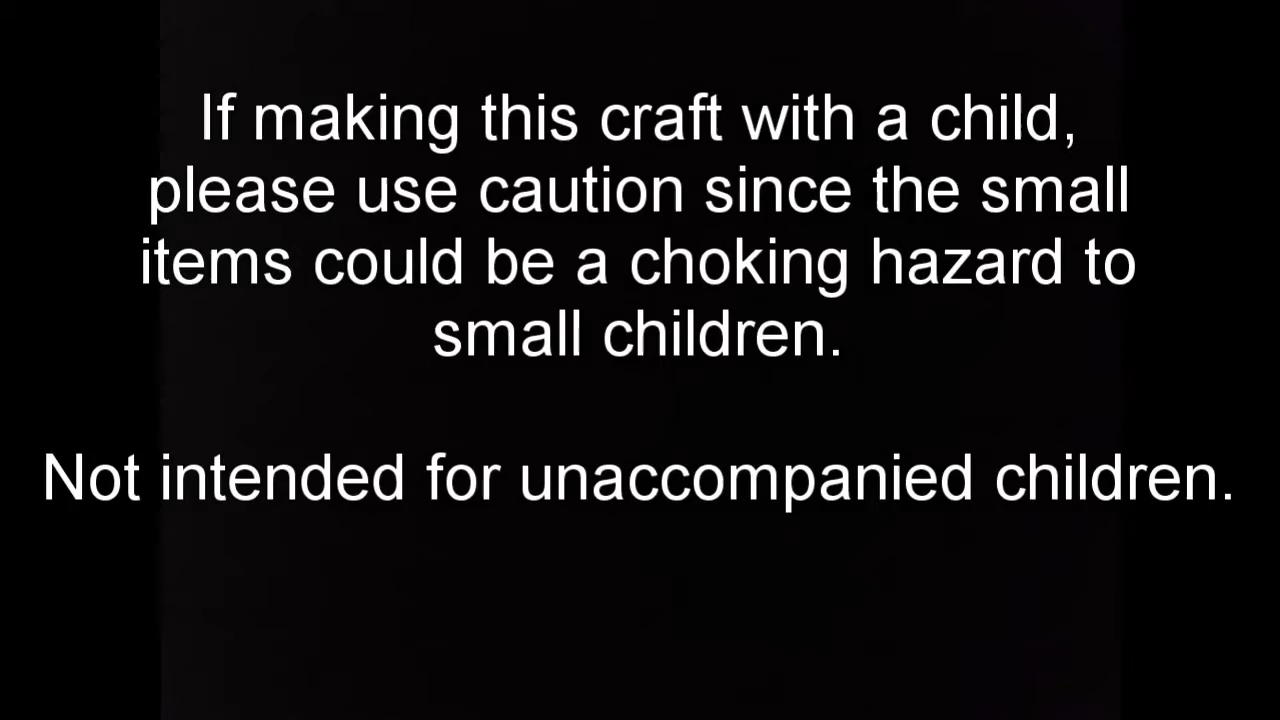 If making this craft with a child,
please use caution since the small
items could be a choking hazard to
small children.
Not intended for unaccompanied children.